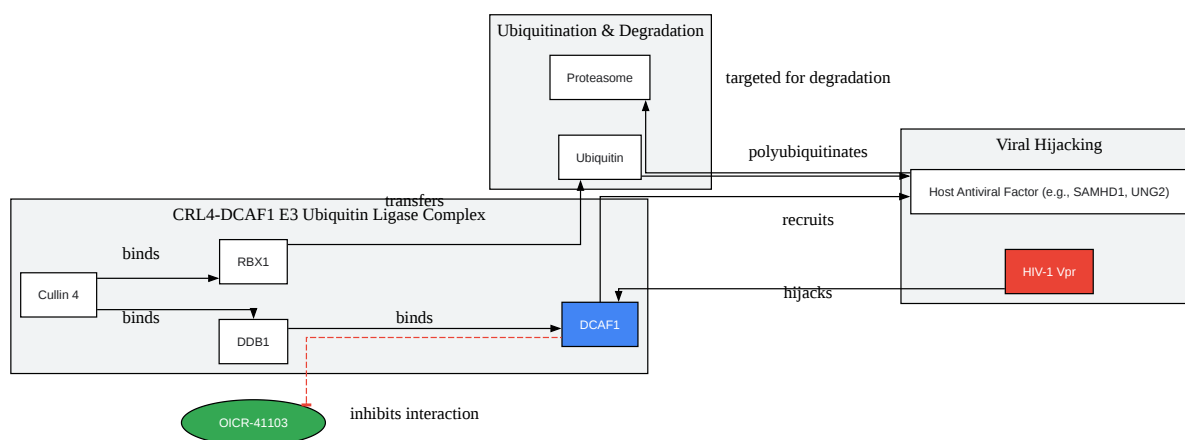 Ubiquitination & Degradation
Proteasome
targeted for degradation
Ubiquitin
polyubiquitinates
Viral Hijacking
Host Antiviral Factor (e.g., SAMHD1, UNG2)
transfers
CRL4-DCAF1 E3 Ubiquitin Ligase Complex
recruits
binds
RBX1
Cullin 4
HIV-1 Vpr
hijacks
binds
binds
DDB1
DCAF1
OICR-41103
inhibits interaction